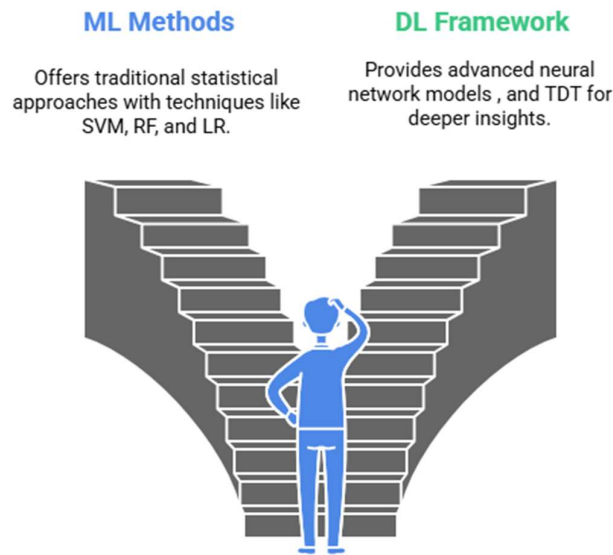 ML Methods
Offers traditional statistical
approaches with techniques like
SVM, RF, and LR.
DL Framework
Provides advanced neural
network models , and TDT for
deeper insights.